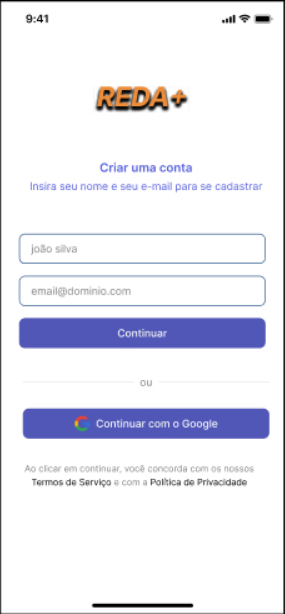 9:41
REDA+
Criar uma conta
Insira seu nome e seu e-mail para se cadastrar
joão silva
email@dominio.com
Continuar
ou
Continuar com o Google
Ao clicar em continuar, você concorda com os nossos
Termos de Serviço e com a Política de Privacidade